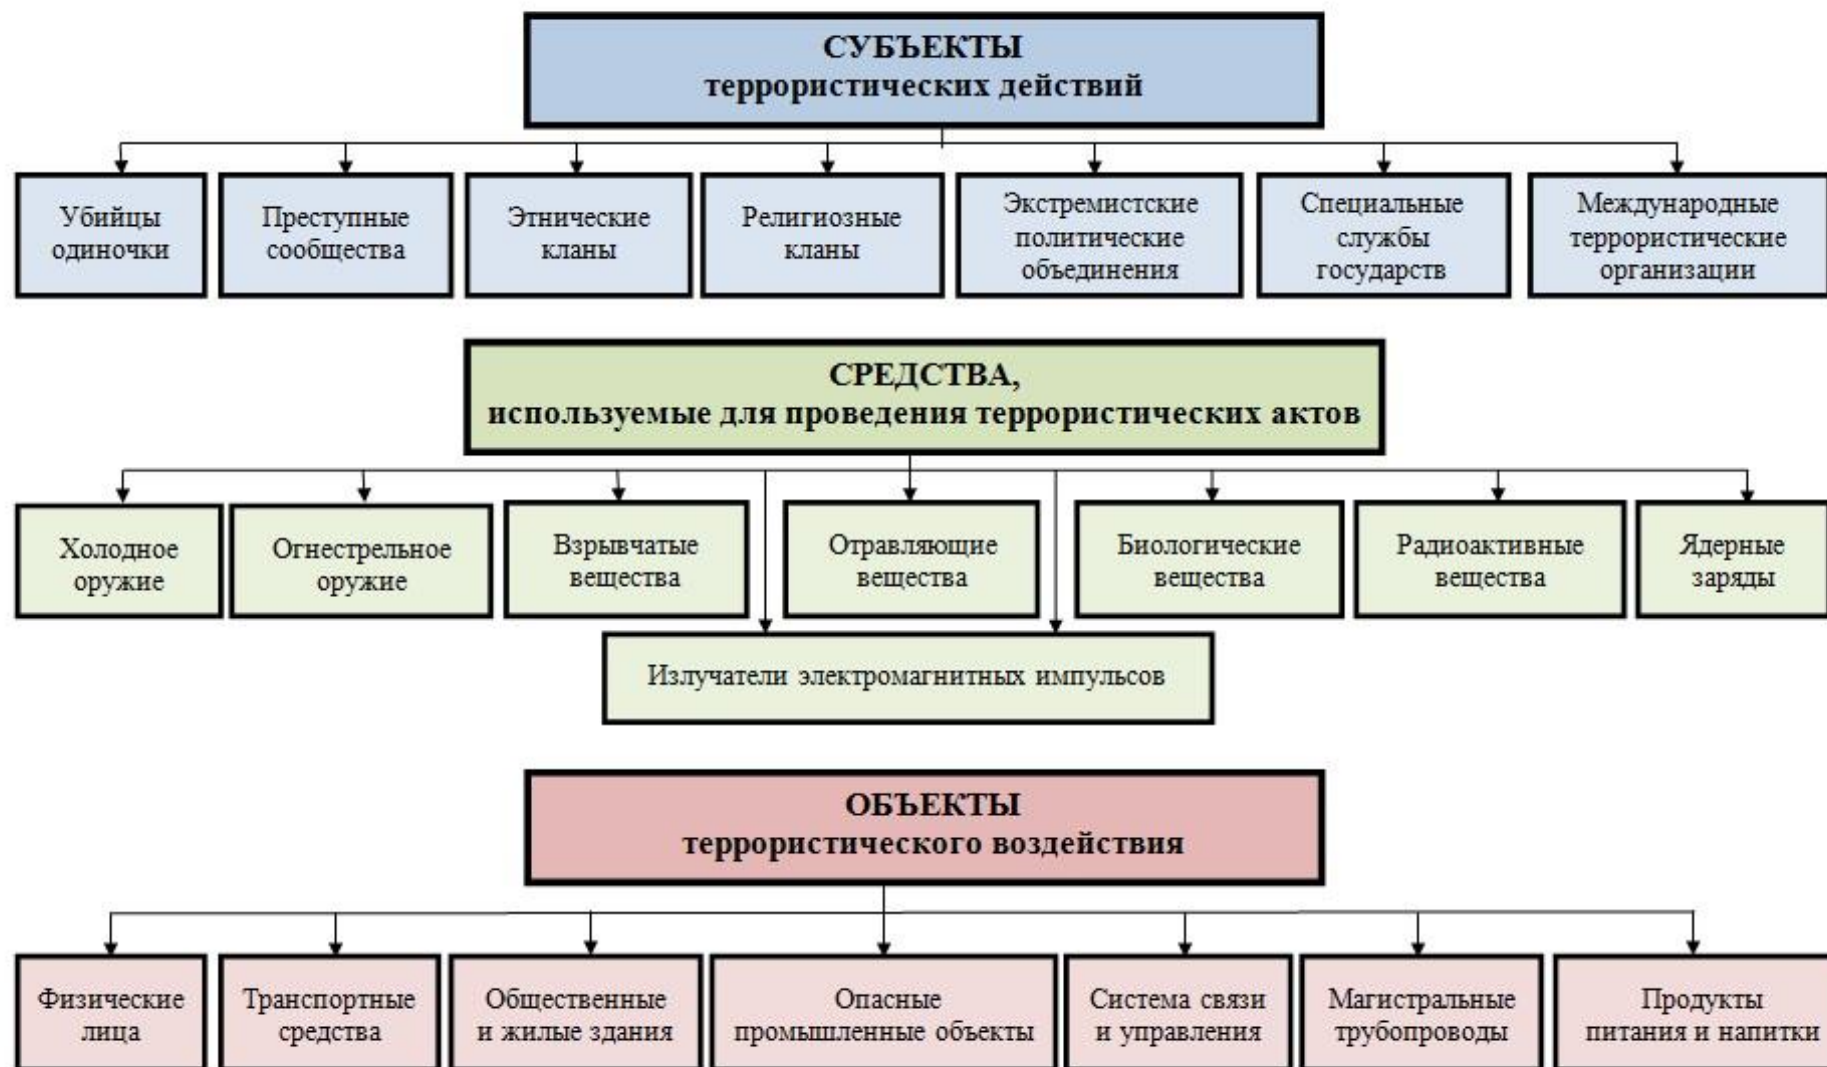 СУБЪЕКТЫ
террористических действий
Убийцы
одиночки
Преступные
сообщества
Этнические
кланы
Религиозные
кланы
Экстремистские
политические
объединения
Специальные
службы
государств
Международные
террористические
организации
СРЕДСТВА,
используемые для проведения террористических актов
Холодное
оружие
Огнестрельное
оружие
Взрывчатые
вещества
Отравляющие
вещества
Биологические
вещества
Радиоактивные
вещества
Ядерные
заряды
Излучатели электромагнитных импульсов
ОБЪЕКТЫ
террористического воздействия
Физические
лица
Транспортные
средства
Общественные
и жилые здания
Опасные
промышленные объекты
Система связи
и управления
Магистральные
трубопроводы
Продукты
питания и напитки